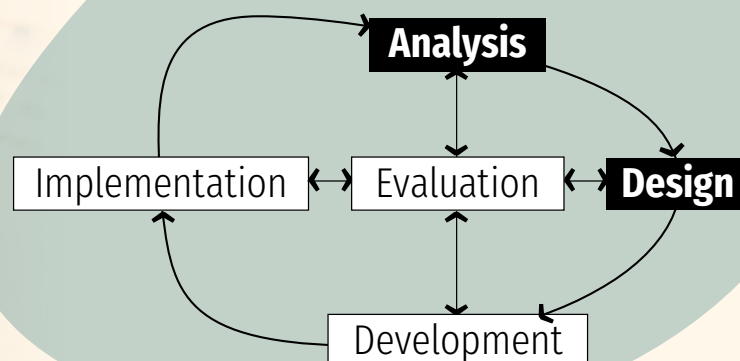 Analysis
Implementation
Evaluation
Design
Development